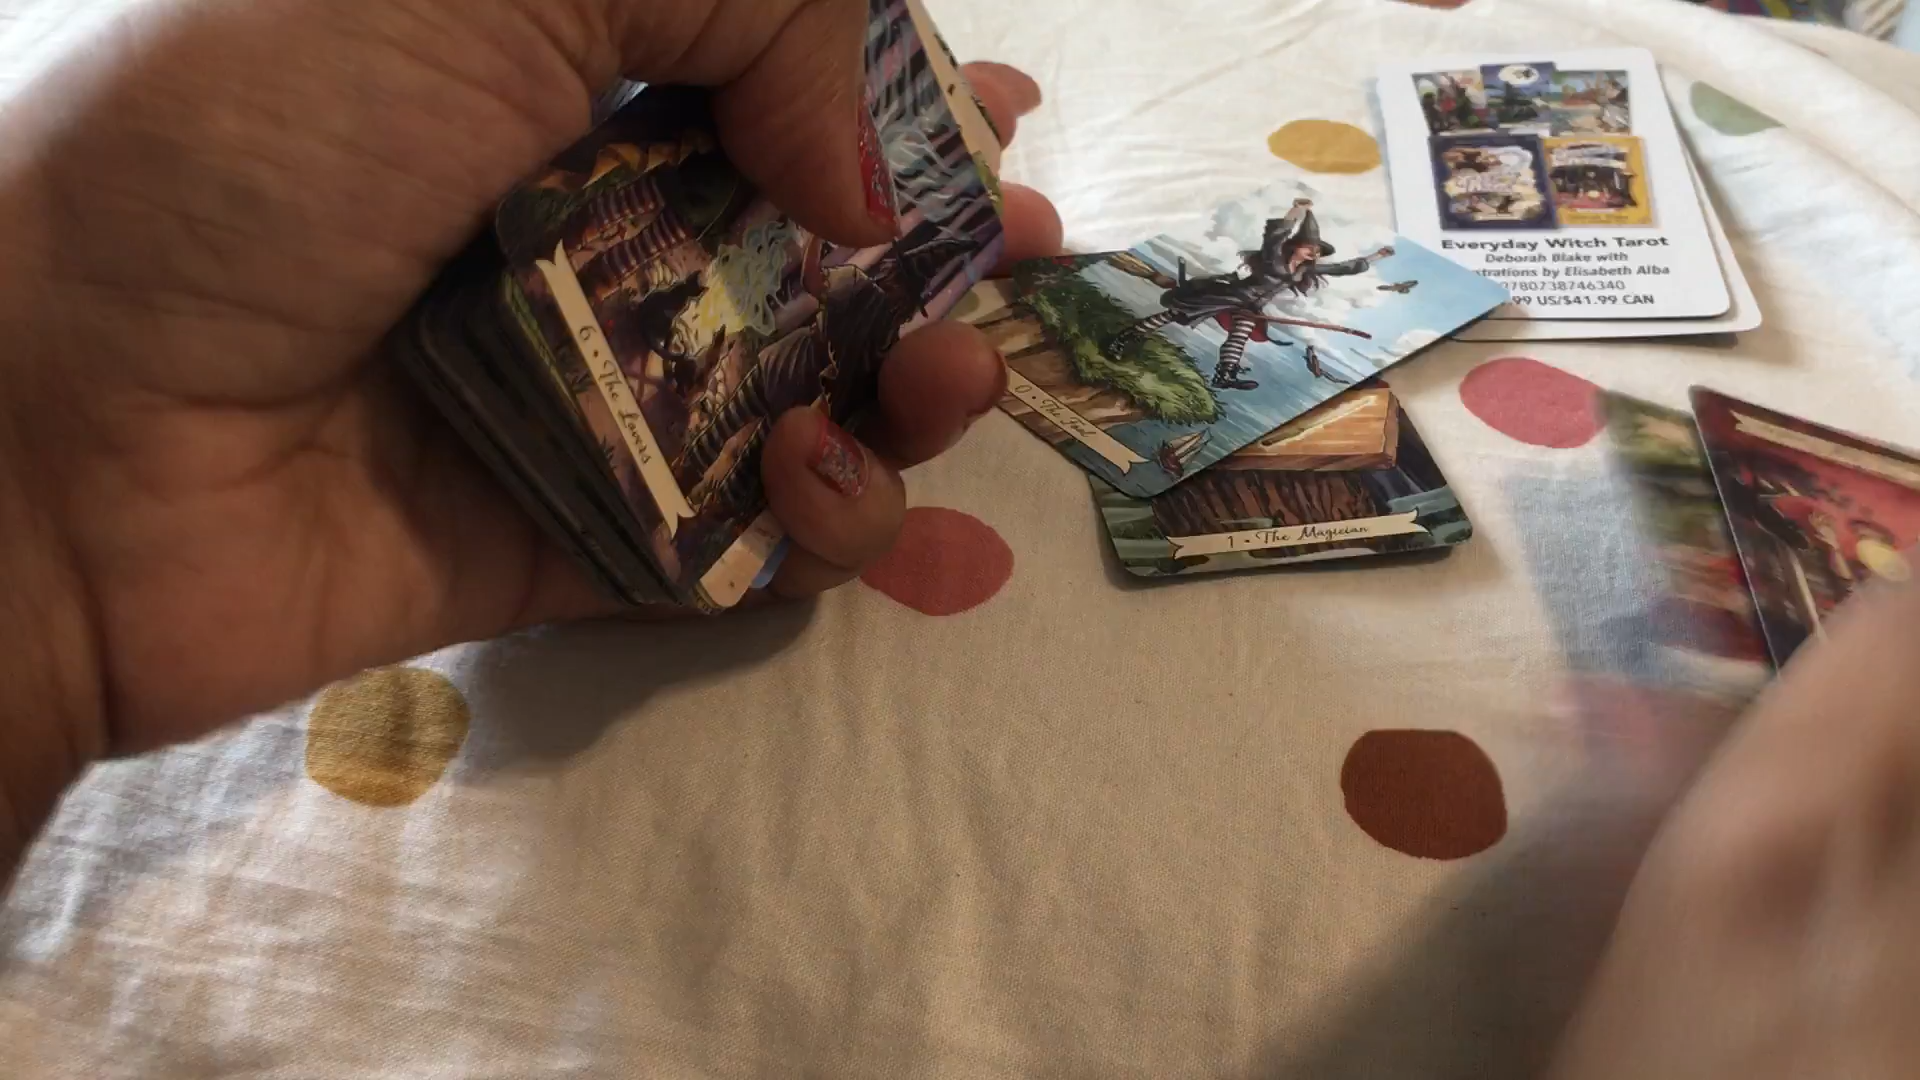 Everyday Witch Tarot
Deborah Blake with
strations by Elisabeth Alba
9780738746340
.99 US/$41.99 CAN
6 • The Lovers
0 • The Fool
1 • The Magician